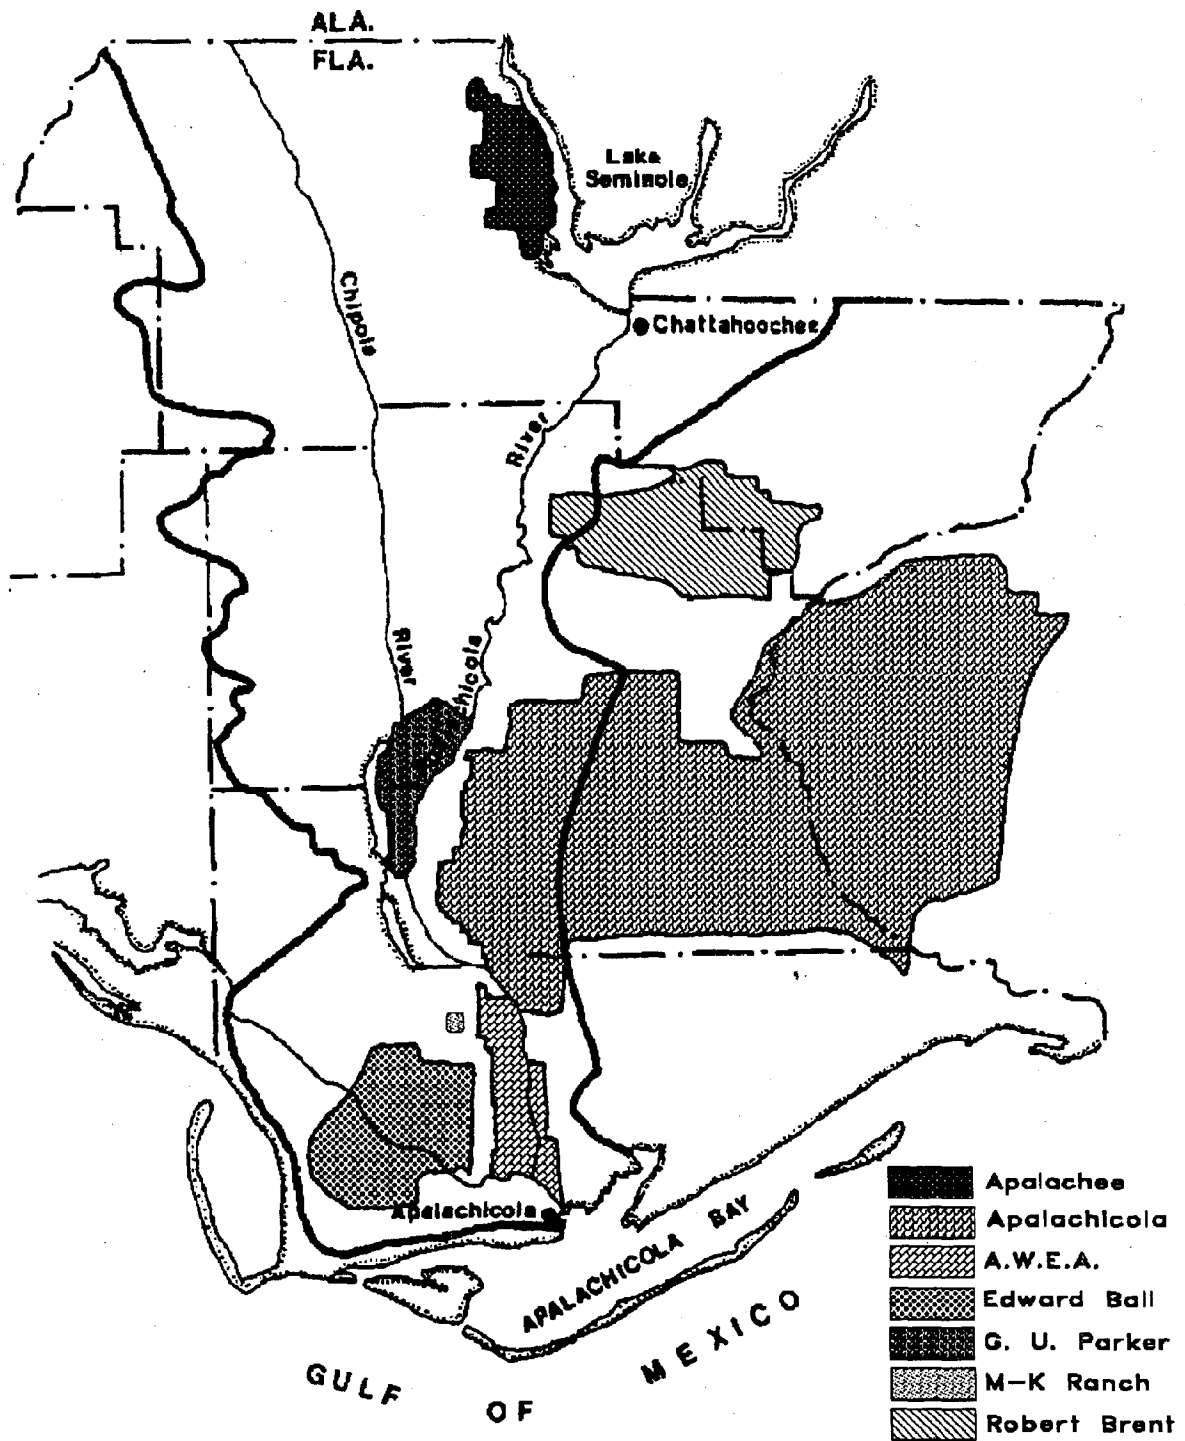 ALA.
FLA.
Lake
Seminole
Chipola
Chattahoochee
River
River
Apalachicola
APALACHICOLA BAY
GULF OF MEXICO
Apalachee
Apalachicola
A.W.E.A.
Edward Ball
G. U. Parker
M-K Ranch
Robert Brent